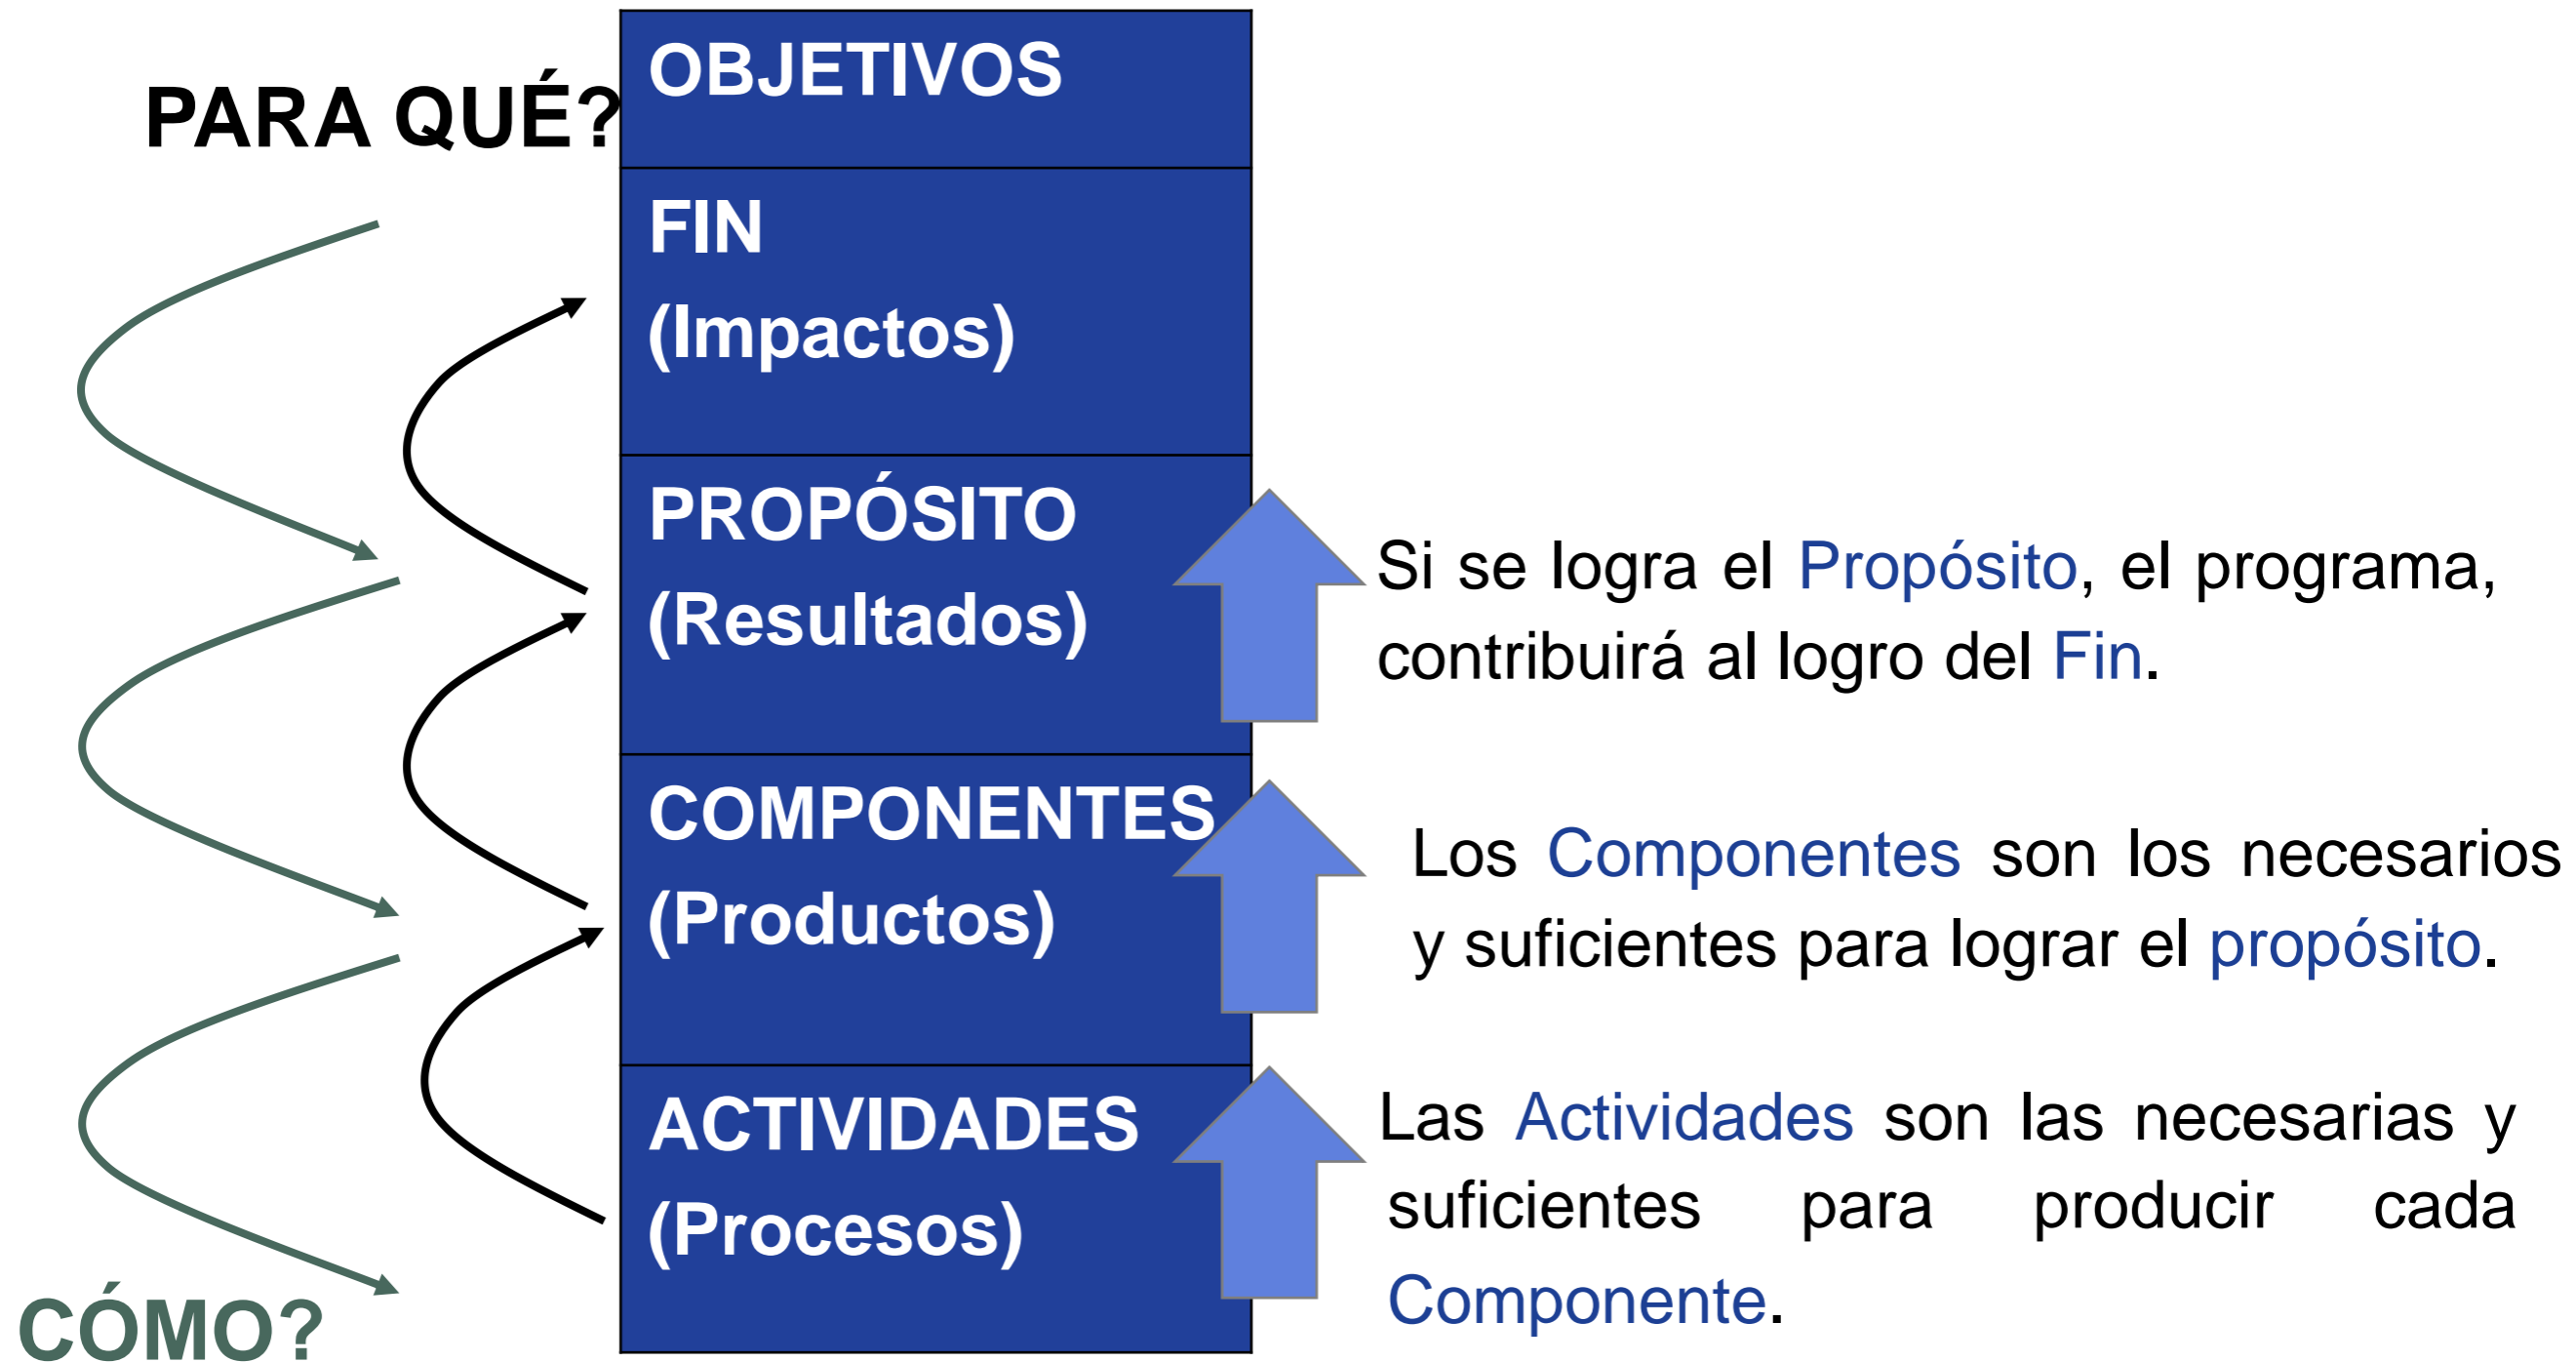 PARA QUÉ?
OBJETIVOS
FIN
(Impactos)
PROPÓSITO
(Resultados)
Si se logra el Propósito, el programa,
contribuirá al logro del Fin.
COMPONENTES
(Productos)
Los Componentes son los necesarios
y suficientes para lograr el propósito.
ACTIVIDADES
(Procesos)
Las Actividades son las necesarias y
suficientes para producir cada
Componente.
CÓMO?